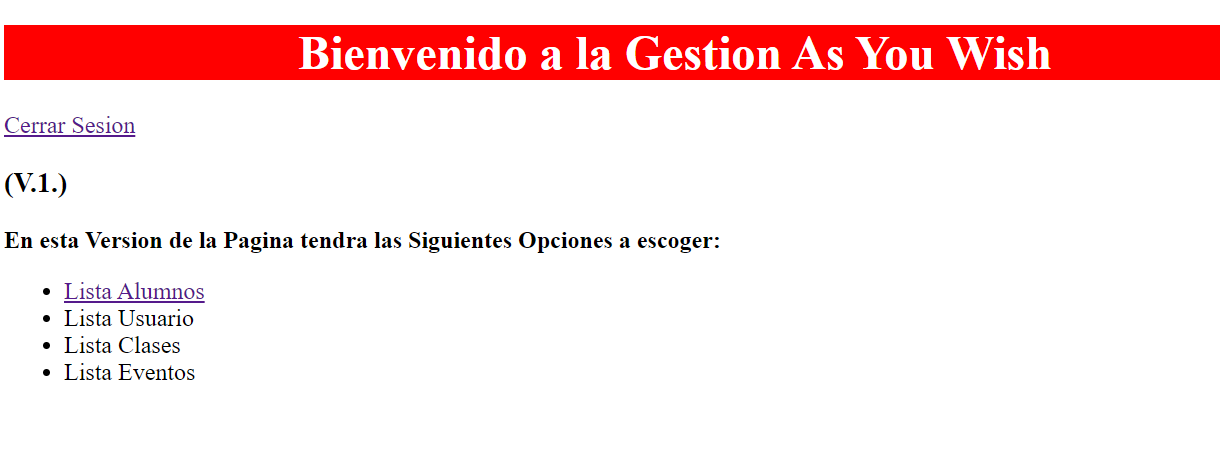 Bienvenido a la Gestion As You Wish
Cerrar Sesion
(V.1.)
En esta Version de la Pagina tendra las Siguientes Opciones a escoger:
Lista Alumnos
Lista Usuario
Lista Clases
Lista Eventos